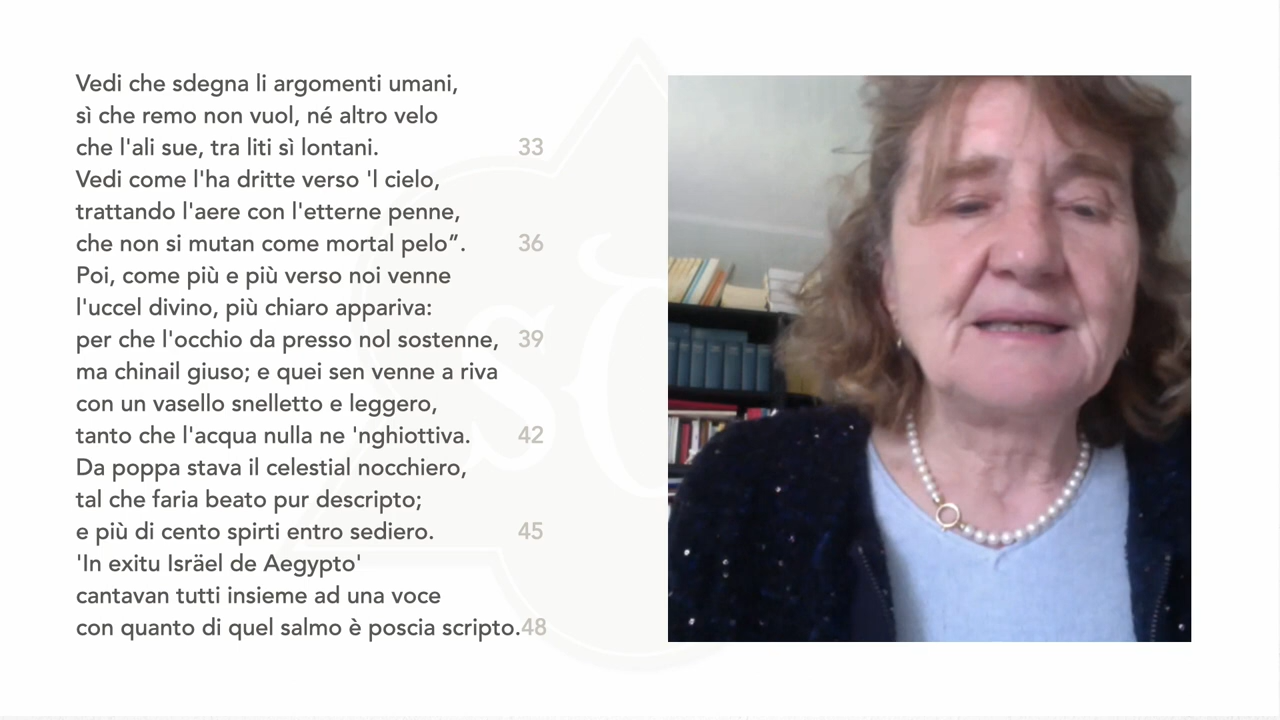 Vedi che sdegna li argomenti umani,
sì che remo non vuol, né altro velo
che l'ali sue, tra liti sì lontani. 33
Vedi come l'ha dritte verso 'l cielo,
trattando l'aere con l'etterne penne,
che non si mutan come mortal pelo”. 36
Poi, come più e più verso noi venne
l'uccel divino, più chiaro appariva:
per che l'occhio da presso nol sostenne, 39
ma chinail giuso; e quei sen venne a riva
con un vasello snelletto e leggero,
tanto che l'acqua nulla ne 'nghiottiva. 42
Da poppa stava il celestial nocchiero,
tal che faria beato pur descripto;
e più di cento spirti entro sediero. 45
'In exitu Isräel de Aegypto'
cantavan tutti insieme ad una voce
con quanto di quel salmo è poscia scripto.48